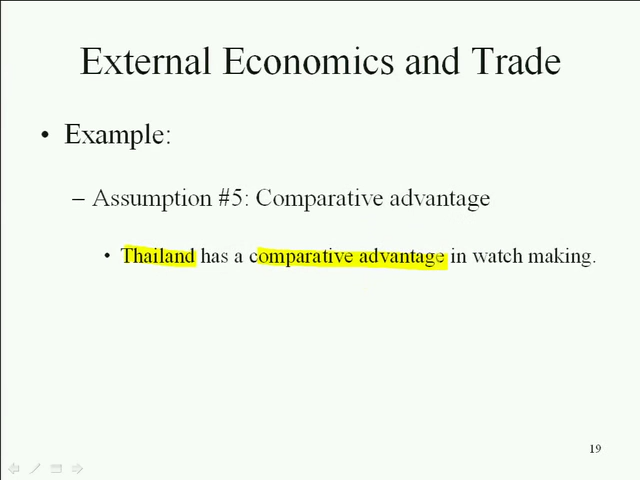 External Economics and Trade
• Example:
– Assumption #5: Comparative advantage
• Thailand has a comparative advantage in watch making.
19